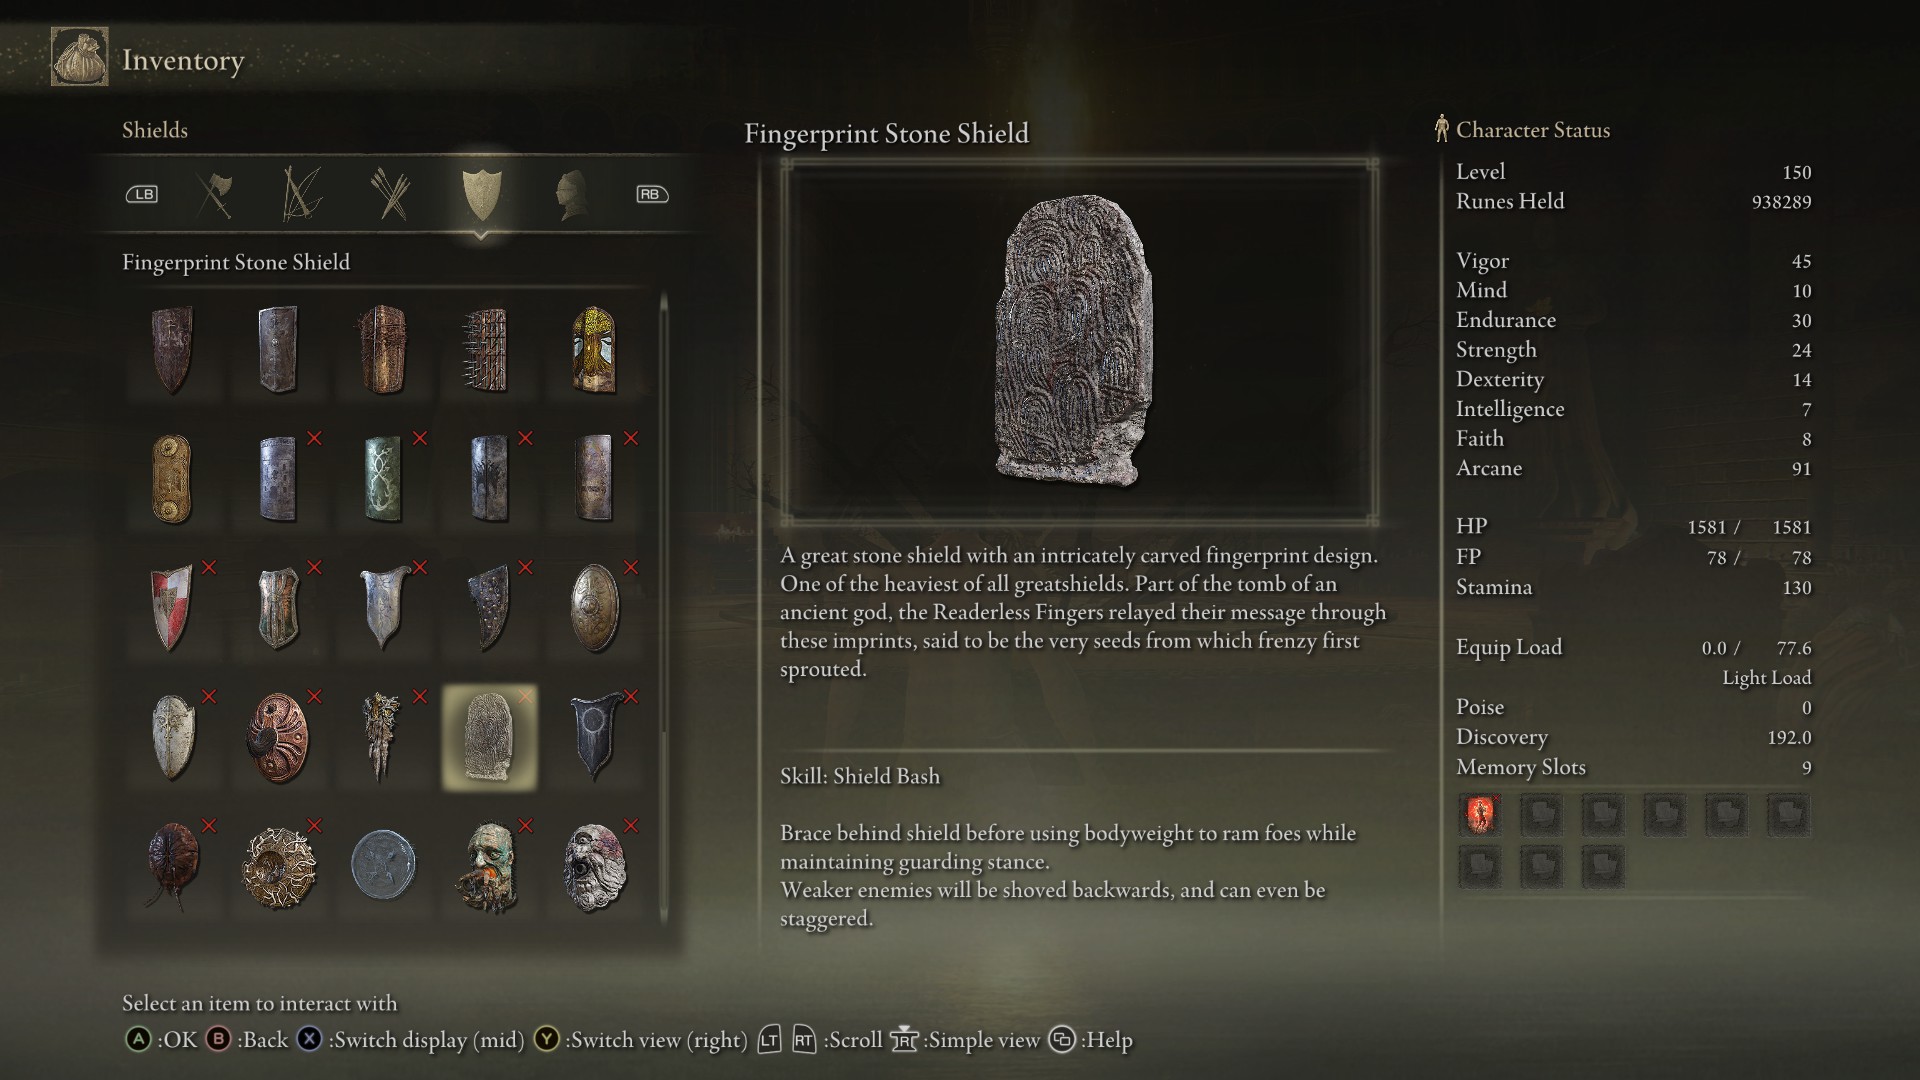 Inventory
Shields
LB
RB
Fingerprint Stone Shield
Fingerprint Stone Shield
A great stone shield with an intricately carved fingerprint design.
One of the heaviest of all greatshields. Part of the tomb of an
ancient god, the Readerless Fingers relayed their message through
these imprints, said to be the very seeds from which frenzy first
sprouted.
Skill: Shield Bash
Brace behind shield before using bodyweight to ram foes while
maintaining guarding stance.
Weaker enemies will be shoved backwards, and can even be
staggered.
Character Status
Level 150
Runes Held 938289
Vigor 45
Mind 10
Endurance 30
Strength 24
Dexterity 14
Intelligence 7
Faith 8
Arcane 91
HP 1581 / 1581
FP 78 / 78
Stamina 130
Equip Load 0.0 / 77.6
Light Load
Poise 0
Discovery 192.0
Memory Slots 9
Select an item to interact with
A :OK B :Back X :Switch display (mid) Y :Switch view (right) LT RT :Scroll R :Simple view :Help